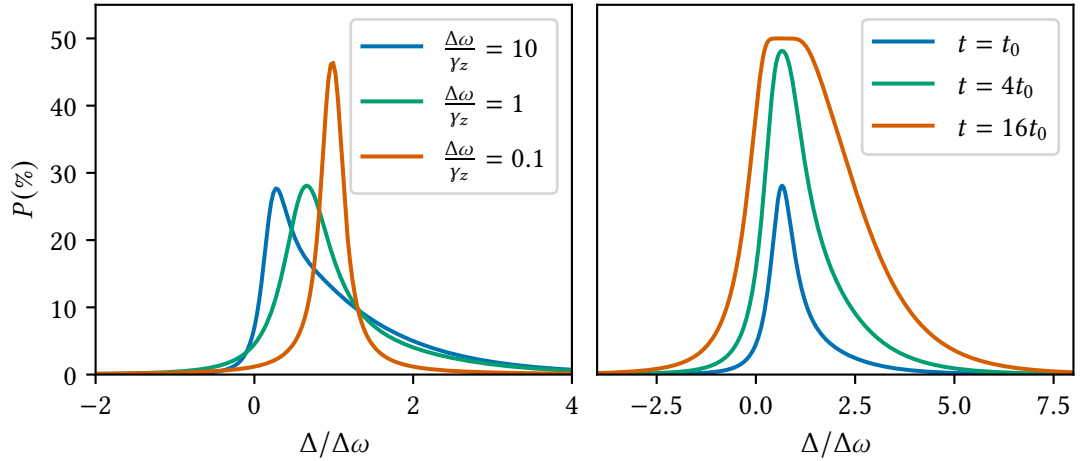 50
40
30
20
10
0
P(%)
Δω/γz = 10
Δω/γz = 1
Δω/γz = 0.1
−2
0
2
4
Δ/Δω
t = t₀
t = 4t₀
t = 16t₀
−2.5
0.0
2.5
5.0
7.5
Δ/Δω